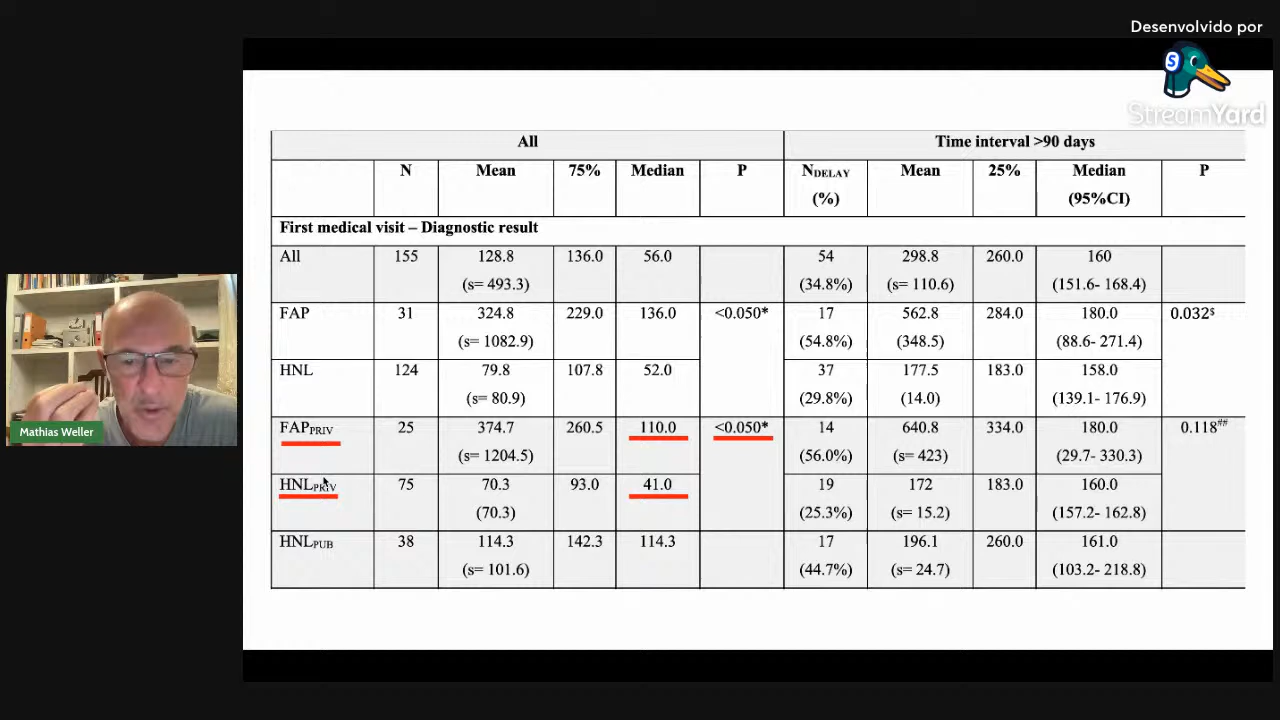 Desenvolvido por
S
StreamYard
All Time interval >90 days
N Mean 75% Median P NDELAY Mean 25% Median P
(%) (95%CI)
First medical visit – Diagnostic result
All 155 128.8 136.0 56.0 54 298.8 260.0 160
(s= 493.3) (34.8%) (s= 110.6) (151.6- 168.4)
FAP 31 324.8 229.0 136.0 <0.050* 17 562.8 284.0 180.0 0.032$
(s= 1082.9) (54.8%) (348.5) (88.6- 271.4)
HNL 124 79.8 107.8 52.0 37 177.5 183.0 158.0
(s= 80.9) (29.8%) (14.0) (139.1- 176.9)
FAPPRIV 25 374.7 260.5 110.0 <0.050* 14 640.8 334.0 180.0 0.118##
(s= 1204.5) (56.0%) (s= 423) (29.7- 330.3)
HNLPRIV 75 70.3 93.0 41.0 19 172 183.0 160.0
(70.3) (25.3%) (s= 15.2) (157.2- 162.8)
HNLPUB 38 114.3 142.3 114.3 17 196.1 260.0 161.0
(s= 101.6) (44.7%) (s= 24.7) (103.2- 218.8)
Mathias Weller